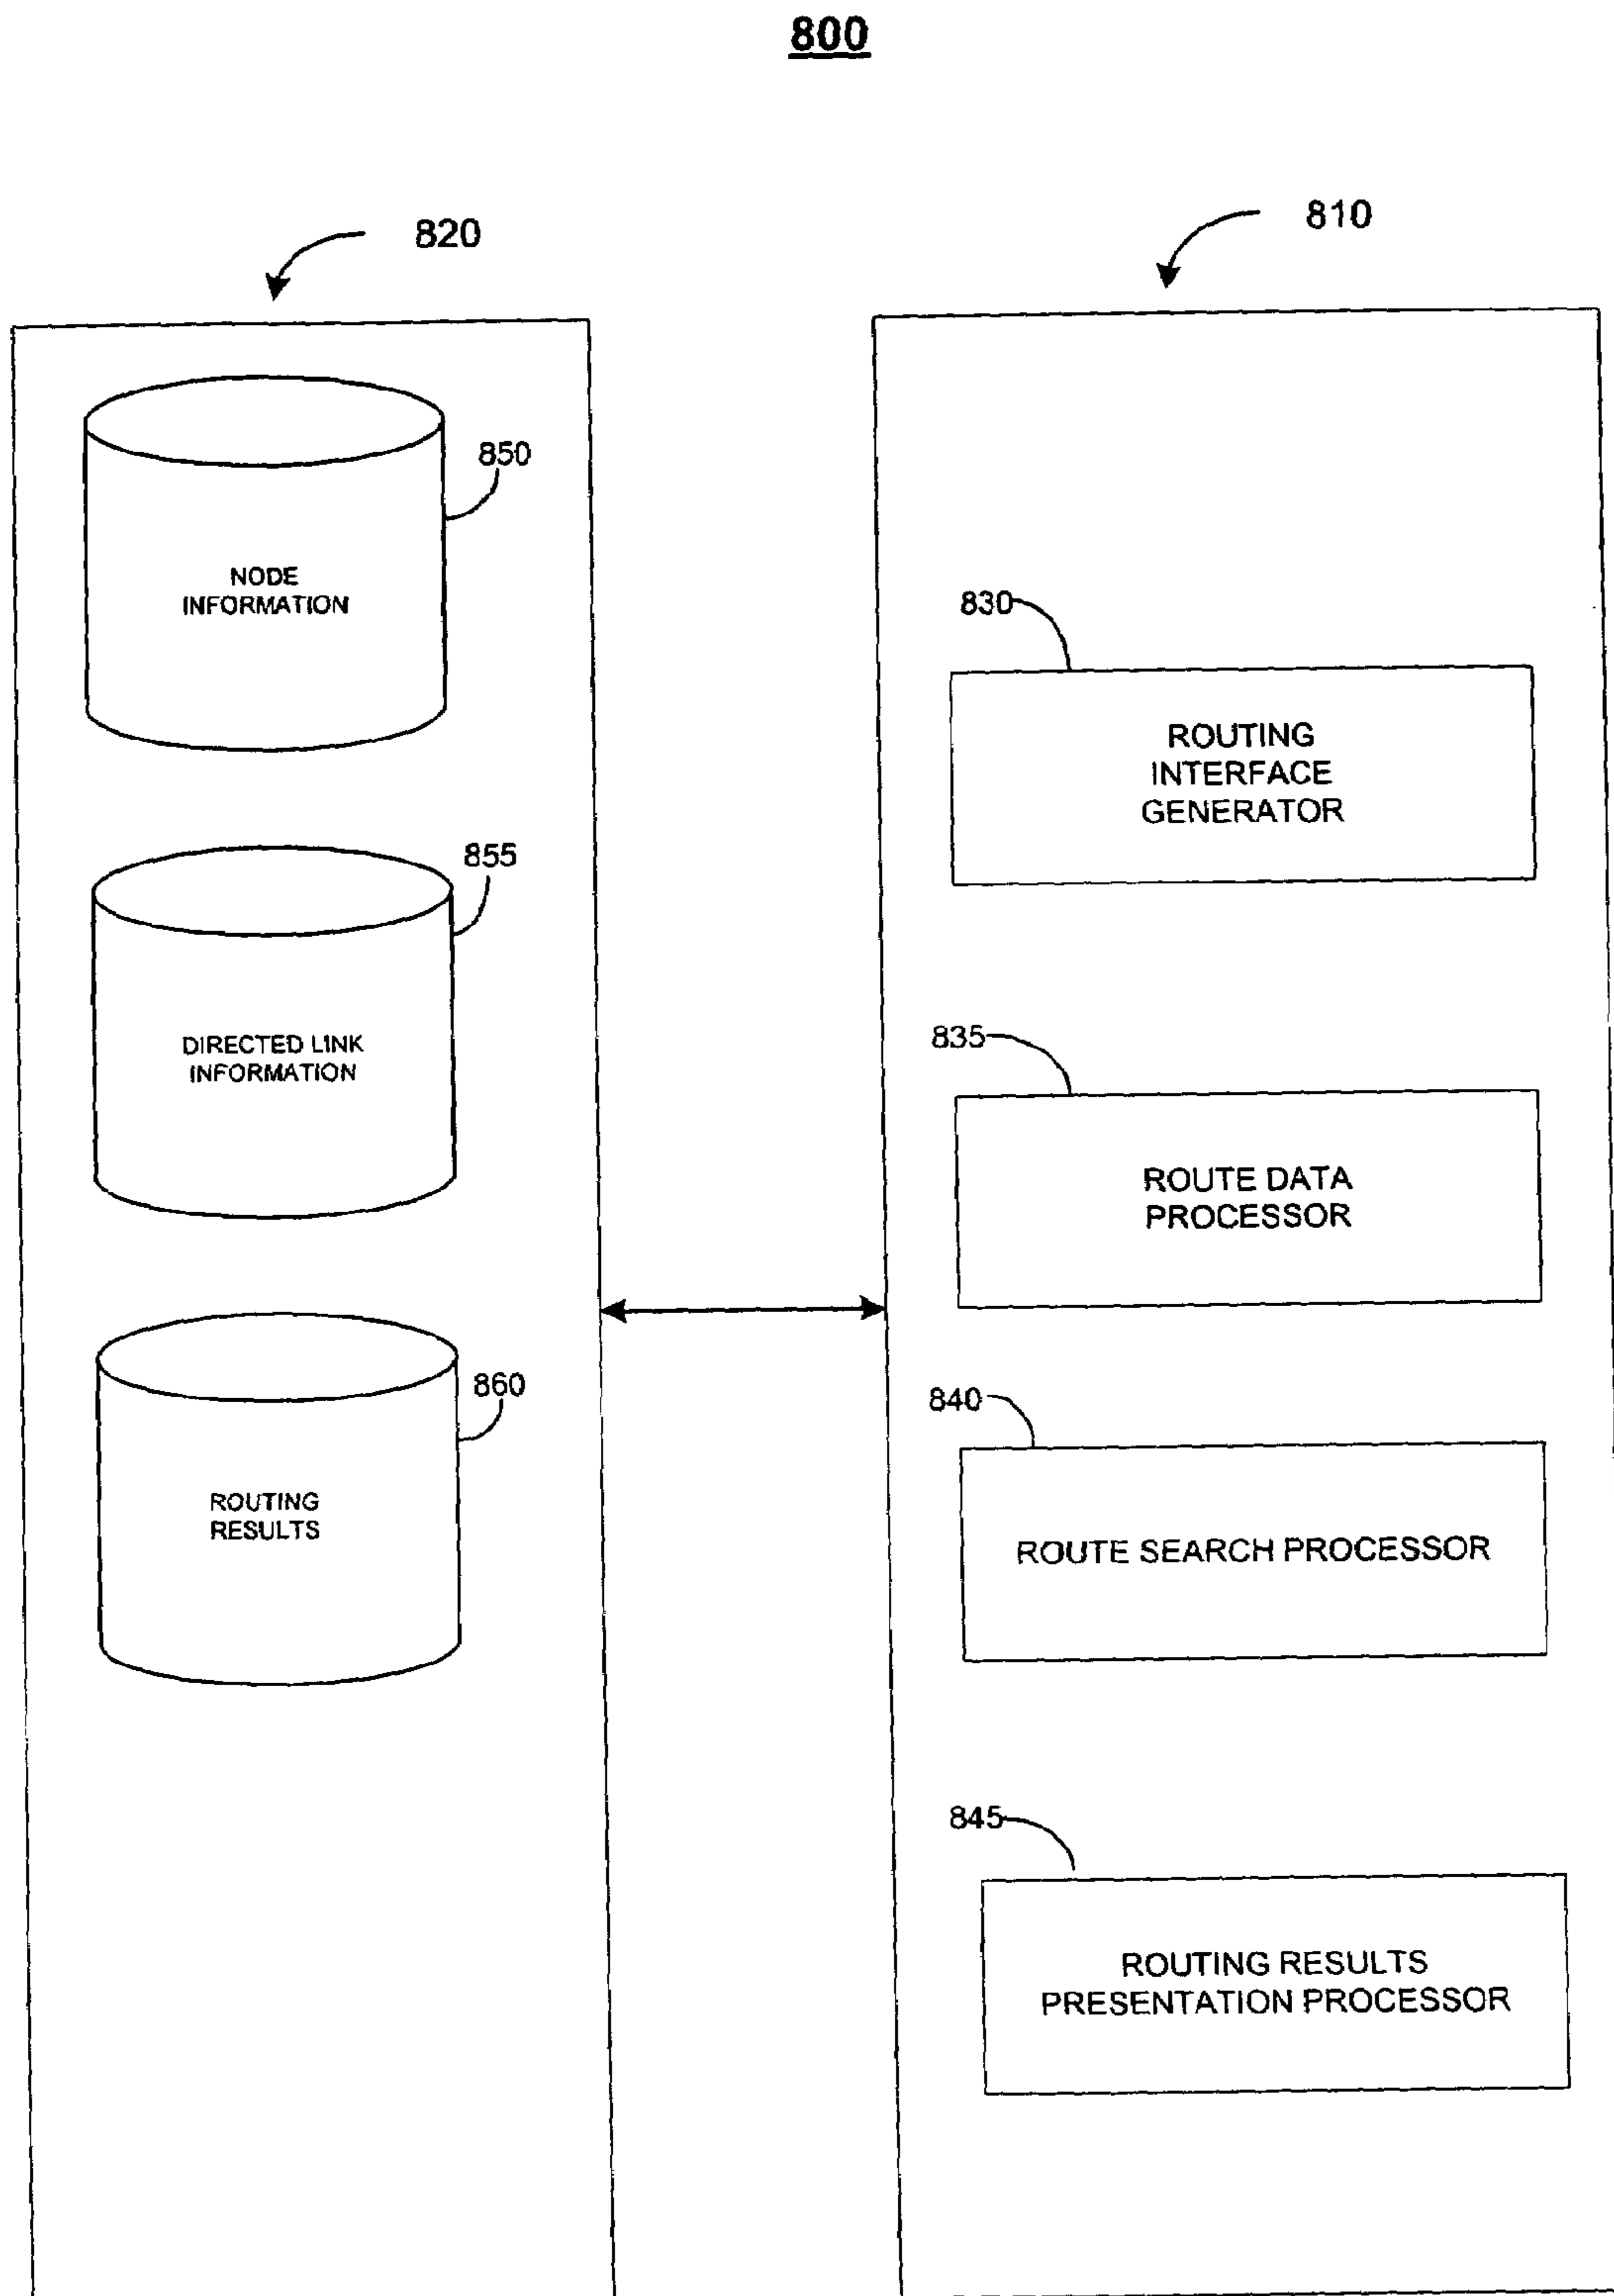 800
820
810
850
NODE
INFORMATION
830
ROUTING
INTERFACE
GENERATOR
855
DIRECTED LINK
INFORMATION
835
ROUTE DATA
PROCESSOR
860
ROUTING
RESULTS
840
ROUTE SEARCH PROCESSOR
845
ROUTING RESULTS
PRESENTATION PROCESSOR